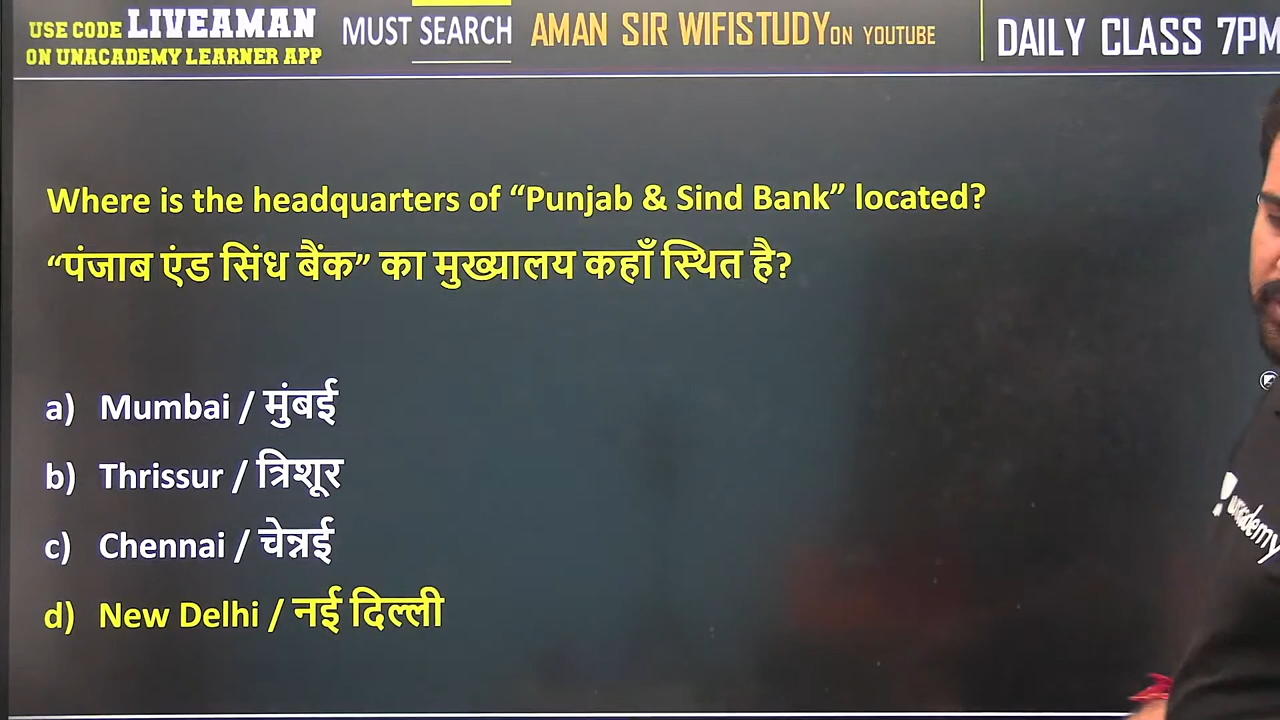 USE CODE LIVEAMAN
ON UNACADEMY LEARNER APP
MUST SEARCH
AMAN SIR WIFISTUDY ON YOUTUBE
DAILY CLASS 7PM
Where is the headquarters of “Punjab & Sind Bank” located?
“पंजाब एंड सिंध बैंक” का मुख्यालय कहाँ स्थित है?
a) Mumbai / मुंबई
b) Thrissur / त्रिशूर
c) Chennai / चेन्नई
d) New Delhi / नई दिल्ली
unacademy